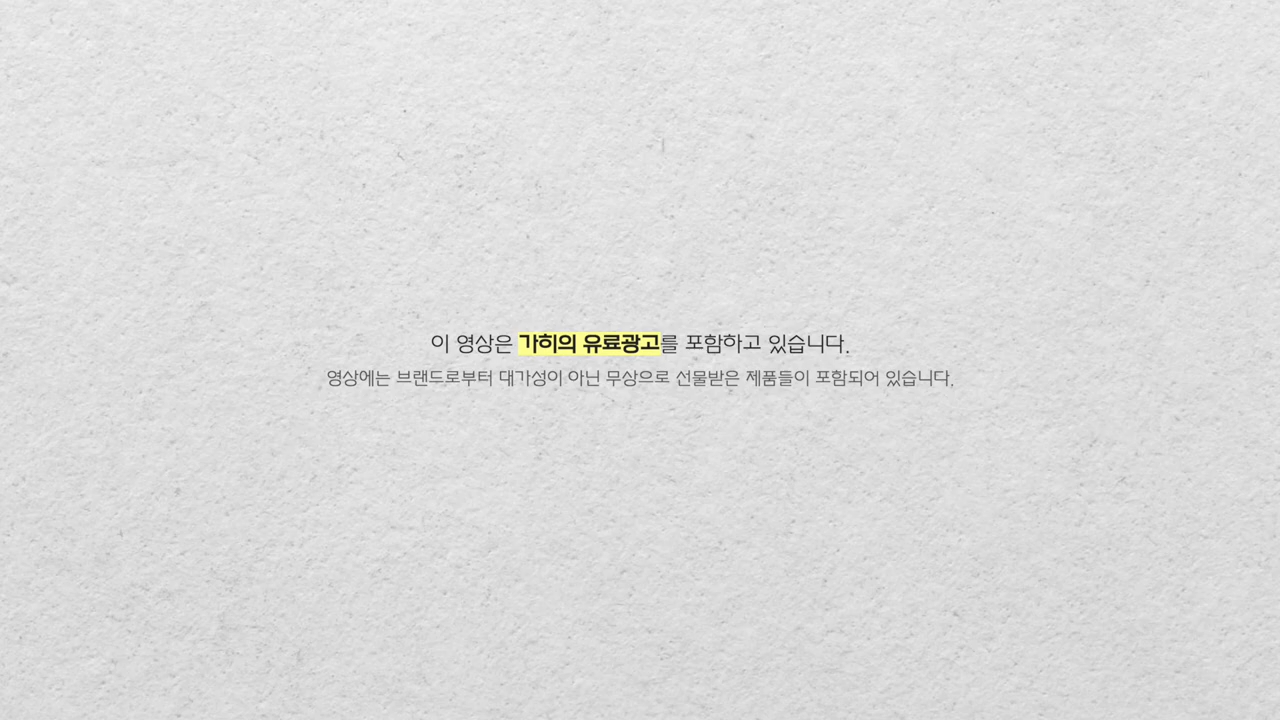 이 영상은 가히의 유료광고를 포함하고 있습니다.
영상에는 브랜드로부터 대가성이 아닌 무상으로 선물받은 제품들이 포함되어 있습니다.